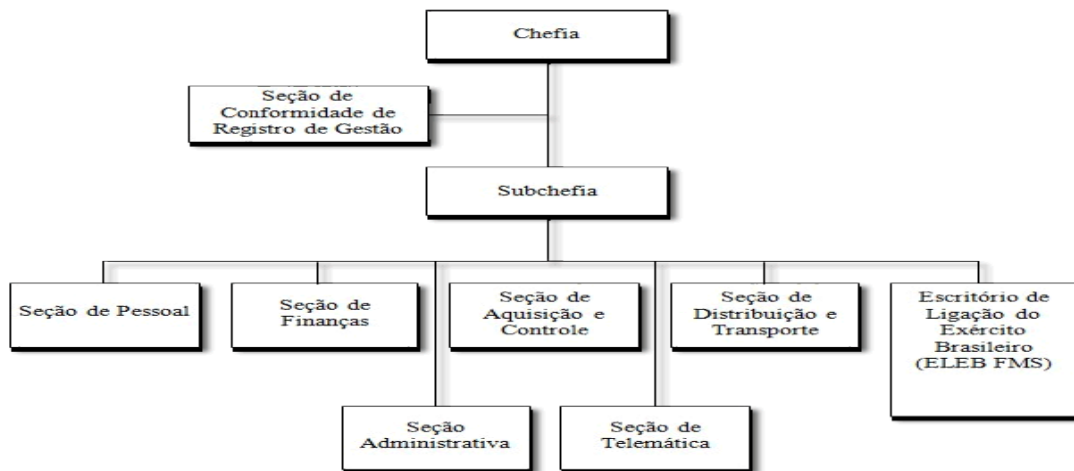 Chefia
Seção de
Conformidade de
Registro de Gestão
Subchefia
Seção de Pessoal
Seção de
Finanças
Seção de
Aquisição e
Controle
Seção de
Distribuição e
Transporte
Escritório de
Ligação do
Exército
Brasileiro
(ELEB FMS)
Seção
Administrativa
Seção de
Telemática